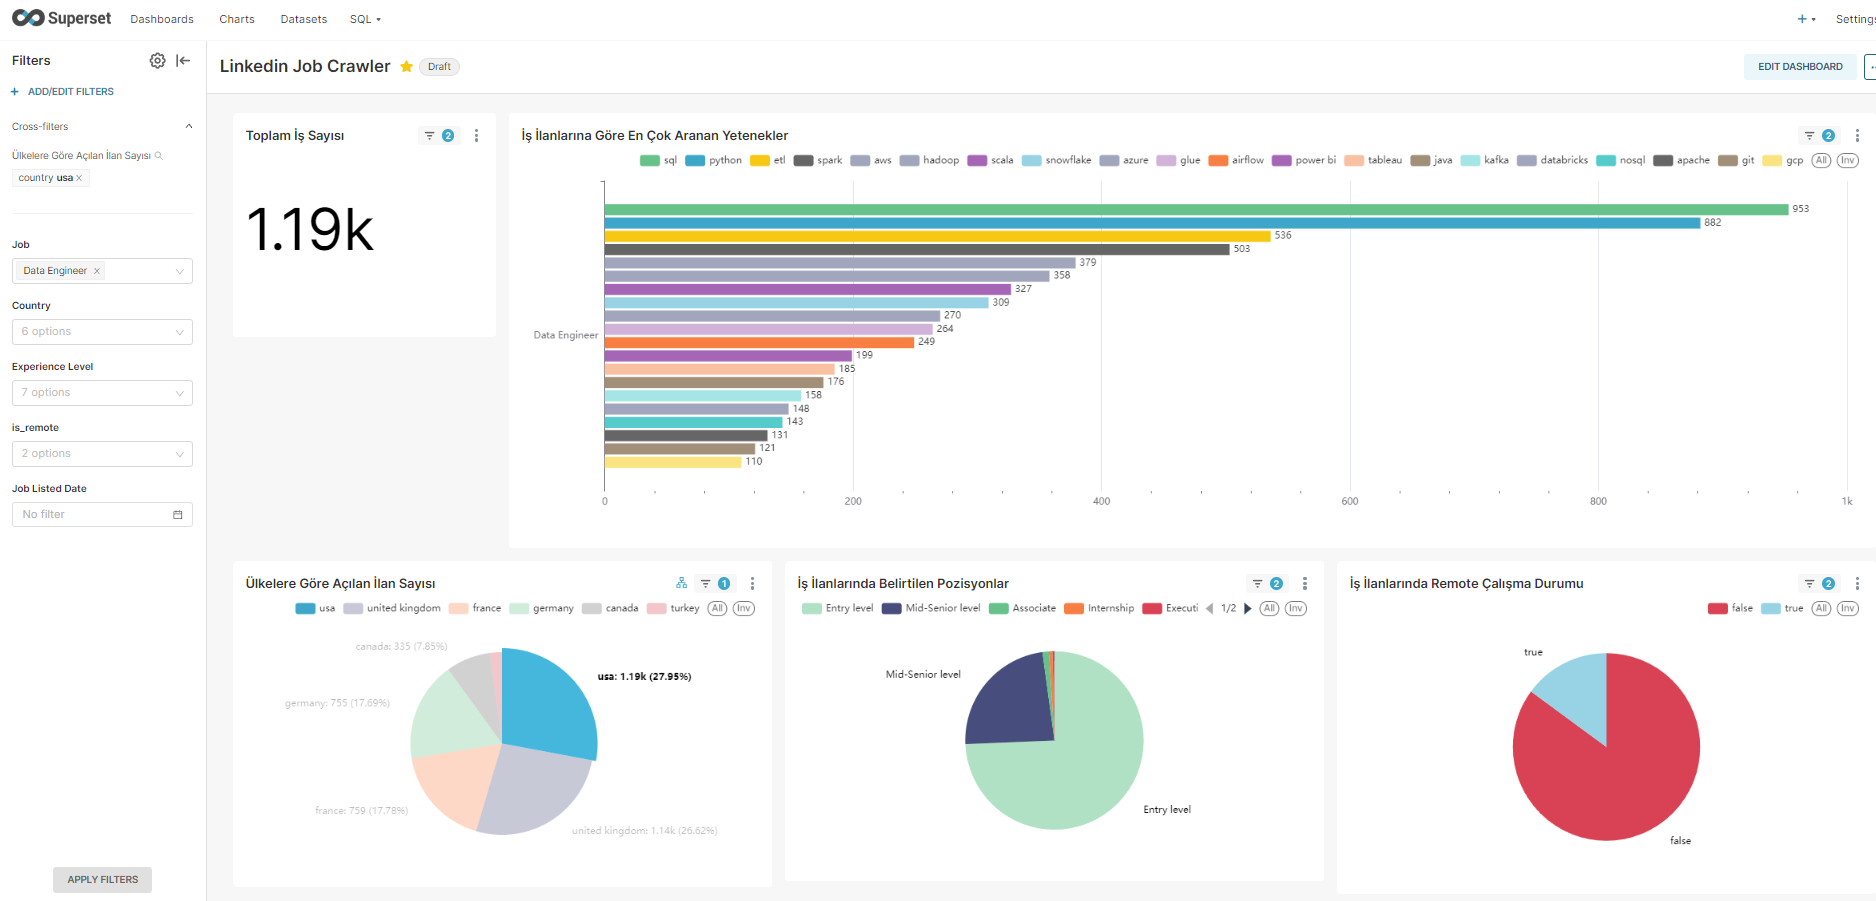 Superset Dashboards Charts Datasets SQL
+ Settings
Filters
+ ADD/EDIT FILTERS
Cross-filters
Ülkelere Göre Açılan İlan Sayısı
country usa ×
Job
Data Engineer ×
Country
6 options
Experience Level
7 options
is_remote
2 options
Job Listed Date
No filter
APPLY FILTERS
Linkedin Job Crawler Draft
EDIT DASHBOARD
Toplam İş Sayısı 2
1.19k
İş İlanlarına Göre En Çok Aranan Yetenekler 2
sql python etl spark aws hadoop scala snowflake azure glue airflow power bi tableau java kafka databricks nosql apache git gcp All Inv
953
882
536
503
379
358
327
309
270
264
249
199
185
176
158
148
143
131
121
110
Data Engineer
0 200 400 600 800 1k
Ülkelere Göre Açılan İlan Sayısı 1
usa united kingdom france germany canada turkey All Inv
canada: 335 (7.85%)
usa: 1.19k (27.95%)
germany: 755 (17.69%)
france: 759 (17.78%)
united kingdom: 1.14k (26.62%)
İş İlanlarında Belirtilen Pozisyonlar 2
Entry level Mid-Senior level Associate Internship Executi 1/2 All Inv
Mid-Senior level
Entry level
İş İlanlarında Remote Çalışma Durumu 2
false true All Inv
true
false